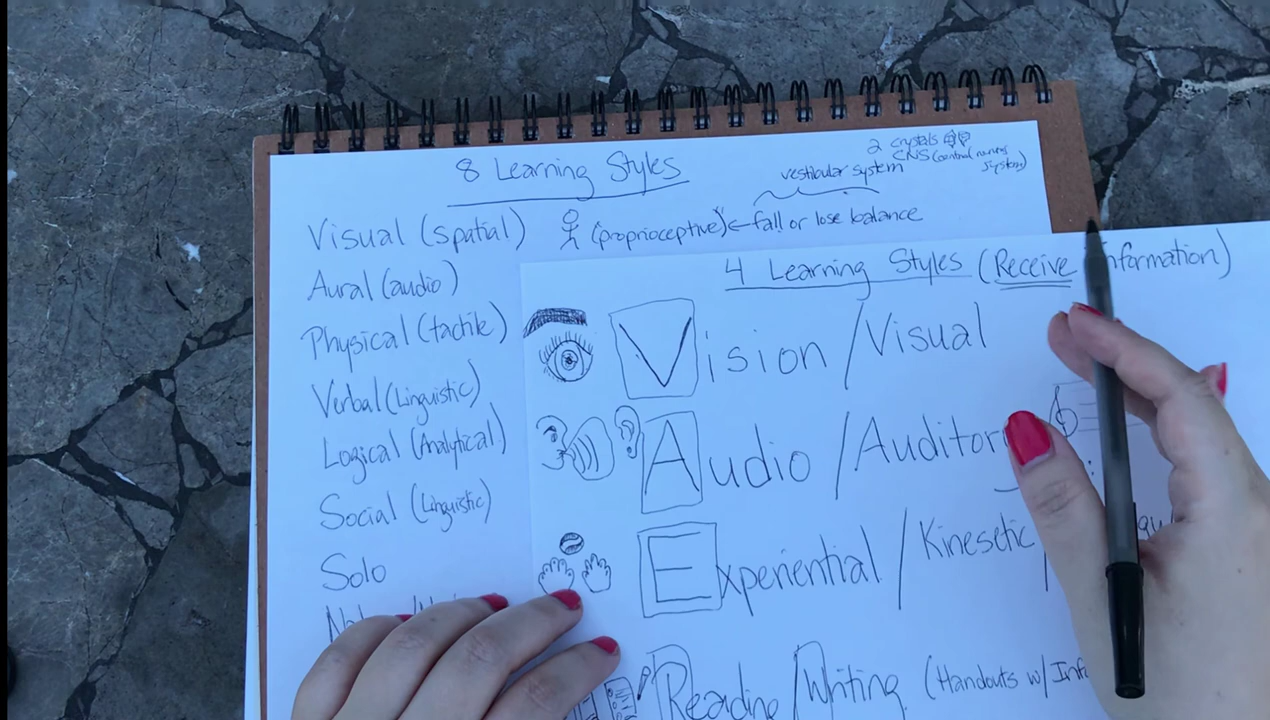 8 Learning Styles
2 crystals
CNS (central nervous system)
vestibular system
Visual (spatial)
(proprioceptive) ← fall or lose balance
Aural (audio)
Physical (tactile)
Verbal (Linguistic)
Logical (Analytical)
Social (Linguistic)
Solo
4 Learning Styles (Receive nformation)
Vision / Visual
Audio / Auditory
Experiential / Kinesetic /
Reading / Writing (Handouts w/ Inf